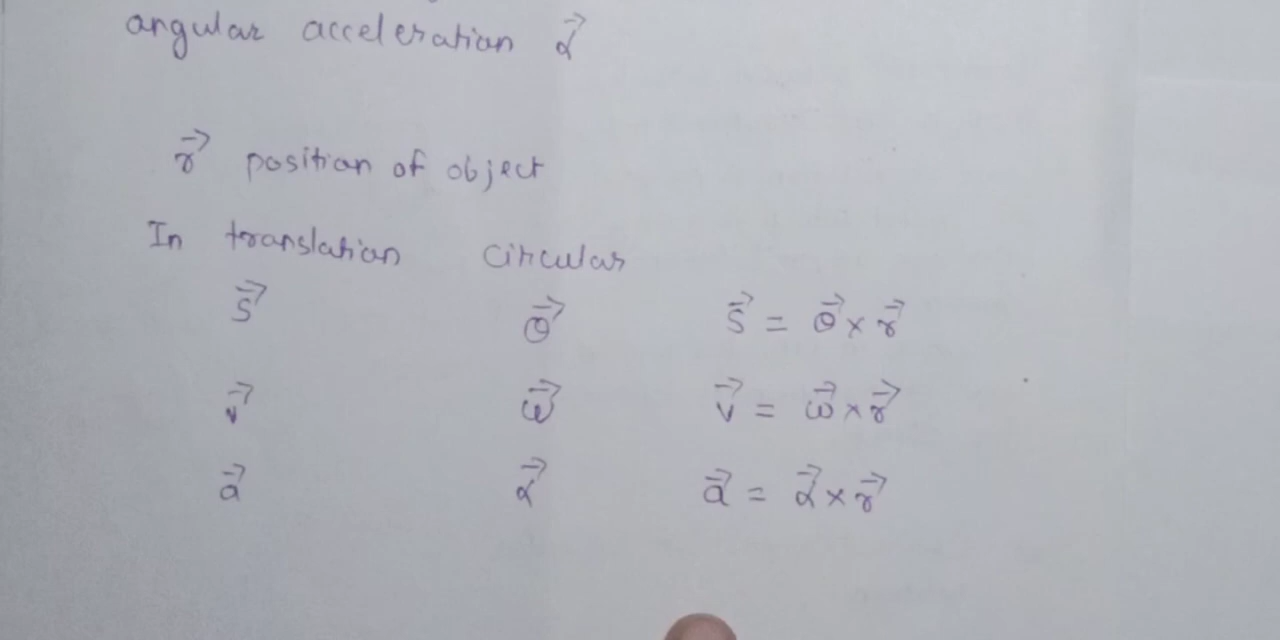 angular acceleration α⃗
r⃗ position of object
In translation circular
s⃗ θ⃗ s⃗ = θ⃗ × r⃗
v⃗ ω⃗ v⃗ = ω⃗ × r⃗
a⃗ α⃗ a⃗ = α⃗ × r⃗